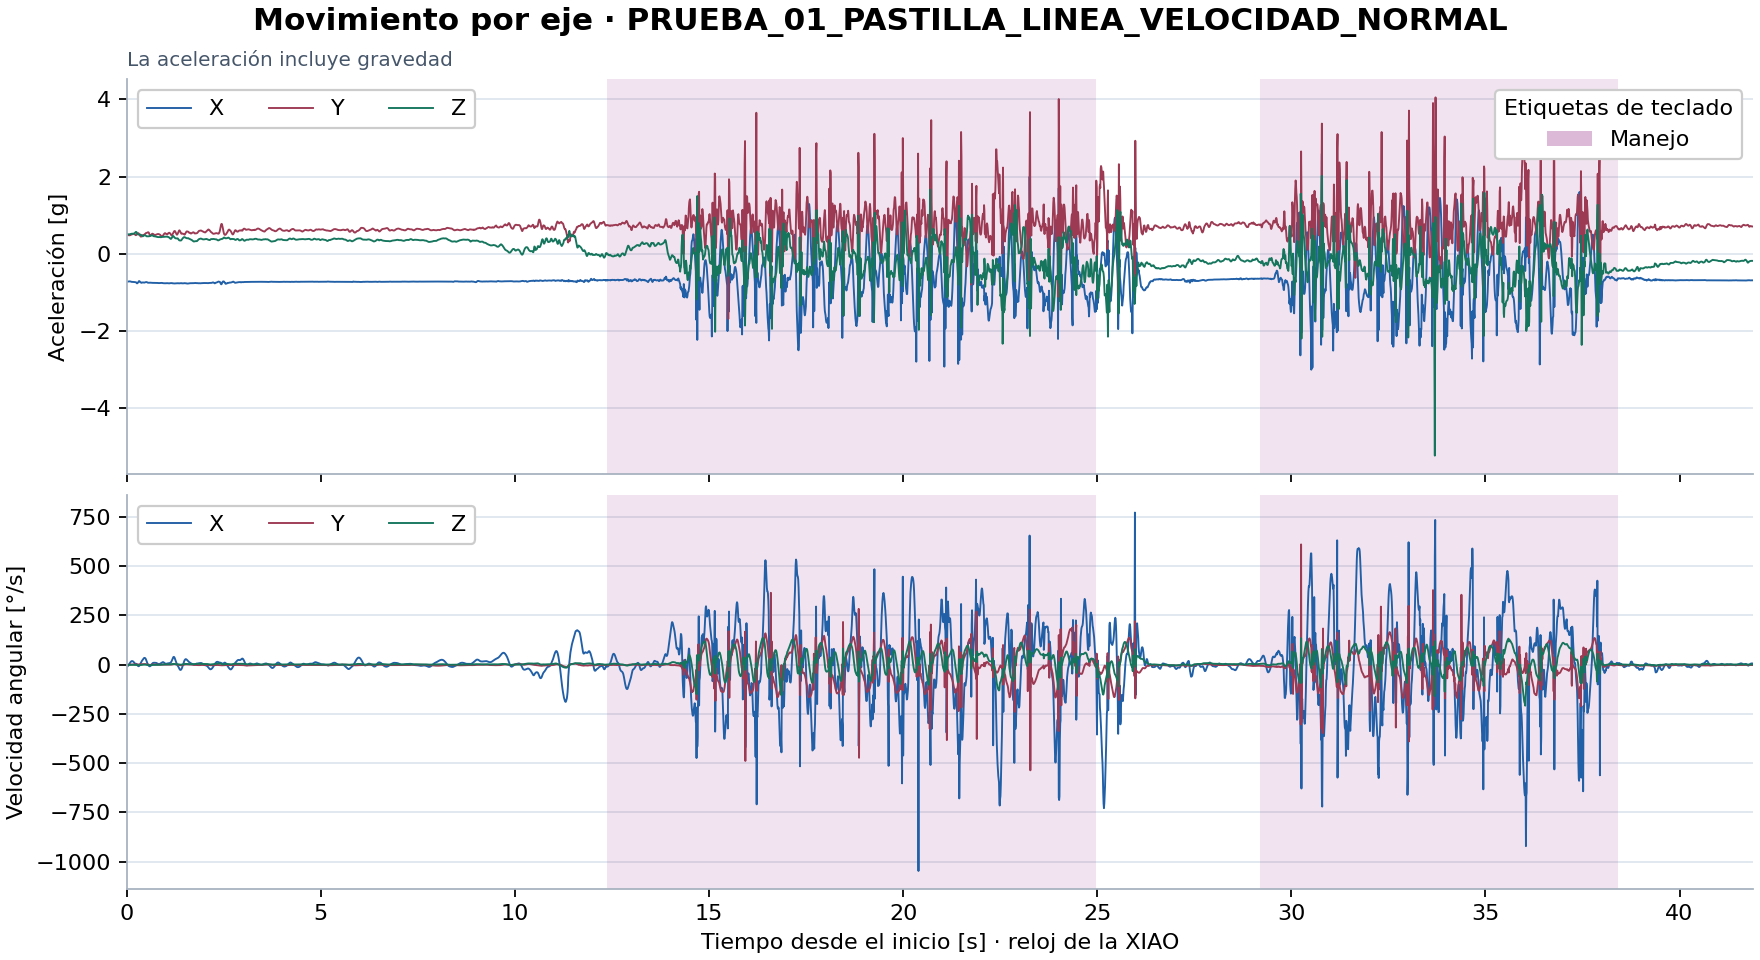 Movimiento por eje · PRUEBA_01_PASTILLA_LINEA_VELOCIDAD_NORMAL
La aceleración incluye gravedad
X Y Z
Etiquetas de teclado
Manejo
Aceleración [g]
4
2
0
−2
−4
X Y Z
Velocidad angular [°/s]
750
500
250
0
−250
−500
−750
−1000
0 5 10 15 20 25 30 35 40
Tiempo desde el inicio [s] · reloj de la XIAO